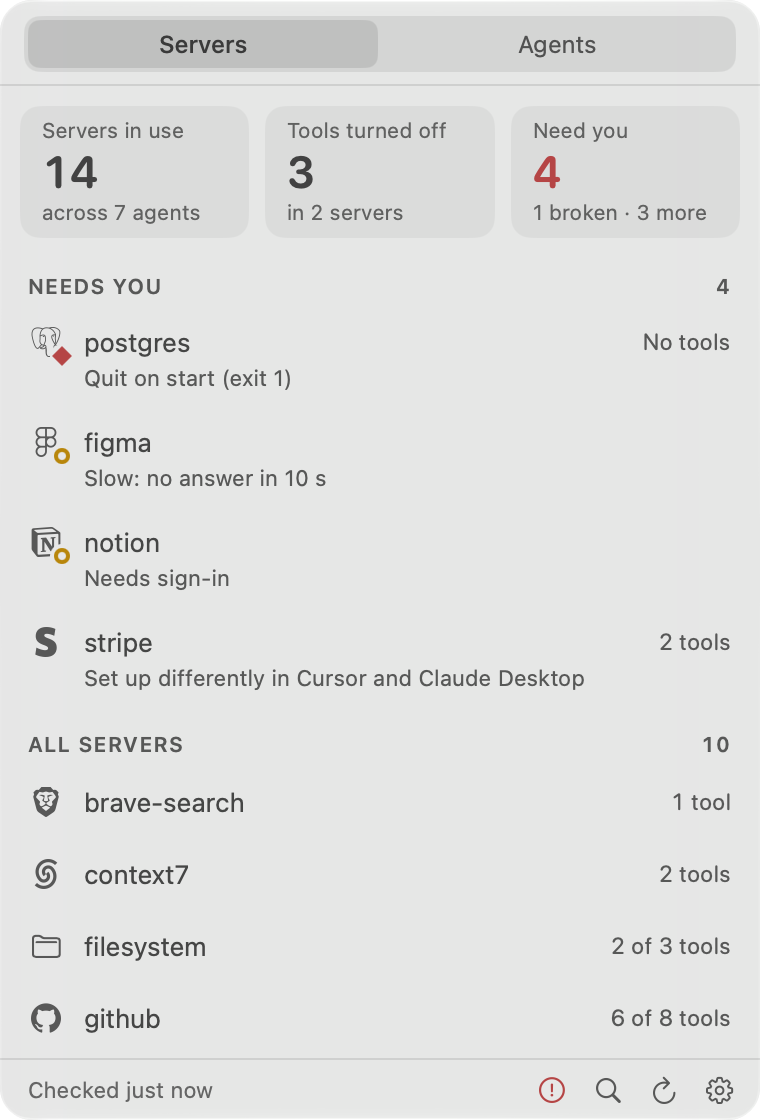 Servers
Agents
Servers in use
14
across 7 agents
Tools turned off
3
in 2 servers
Need you
4
1 broken · 3 more
NEEDS YOU
4
postgres
No tools
Quit on start (exit 1)
figma
Slow: no answer in 10 s
notion
Needs sign-in
stripe
2 tools
Set up differently in Cursor and Claude Desktop
ALL SERVERS
10
brave-search
1 tool
context7
2 tools
filesystem
2 of 3 tools
github
6 of 8 tools
Checked just now